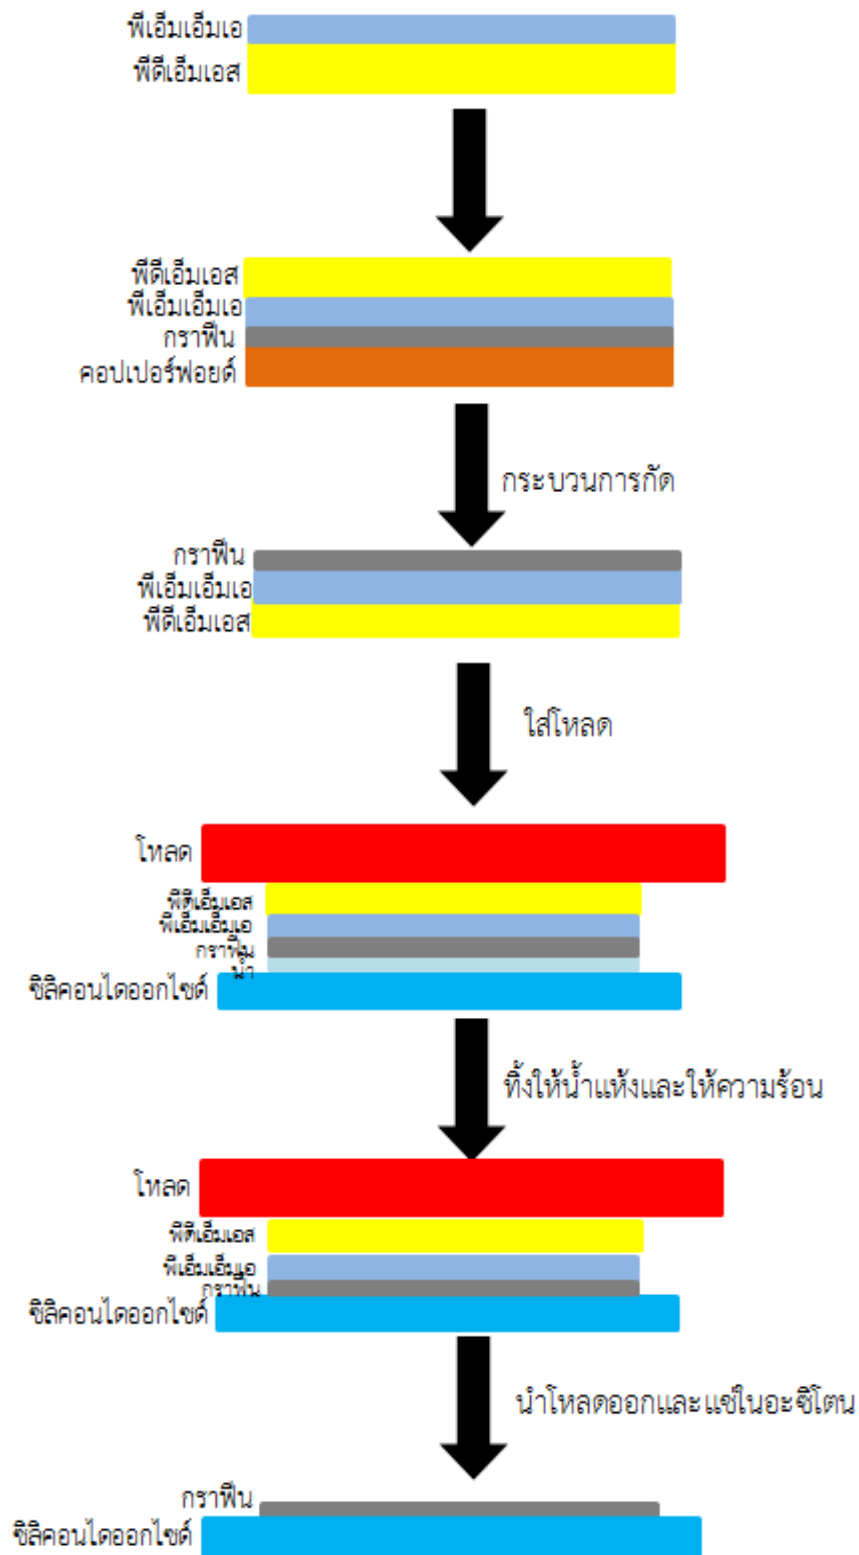 พีเอ็มเอ็มเอ
พีดีเอ็มเอส
พีดีเอ็มเอส
พีเอ็มเอ็มเอ
กราฟีน
คอปเปอร์ฟอยด์
กระบวนการกัด
กราฟีน
พีเอ็มเอ็มเอ
พีดีเอ็มเอส
ใส่โหลด
โหลด
พีดีเอ็มเอส
พีเอ็มเอ็มเอ
กราฟีน
น้ำ
ซิลิคอนไดออกไซด์
ทิ้งให้น้ำแห้งและให้ความร้อน
โหลด
พีดีเอ็มเอส
พีเอ็มเอ็มเอ
กราฟีน
ซิลิคอนไดออกไซด์
นำโหลดออกและแช่ในอะซิโตน
กราฟีน
ซิลิคอนไดออกไซด์